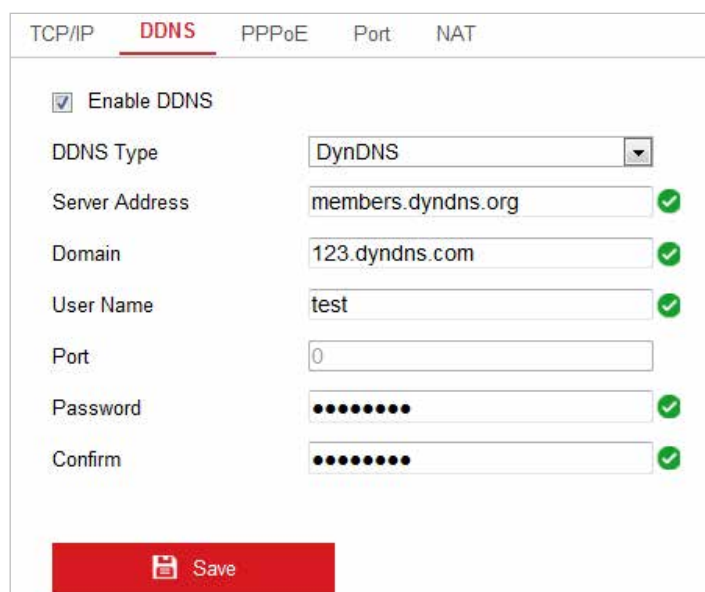 TCP/IP DDNS PPPoE Port NAT
Enable DDNS
DDNS Type DynDNS
Server Address members.dyndns.org
Domain 123.dyndns.com
User Name test
Port 0
Password ●●●●●●●●
Confirm ●●●●●●●●
Save